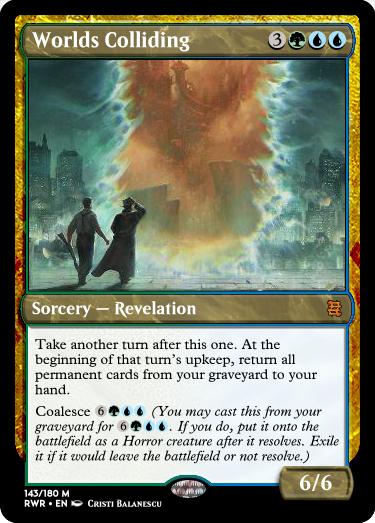 Worlds Colliding 3
Sorcery — Revelation
Take another turn after this one. At the
beginning of that turn's upkeep, return all
permanent cards from your graveyard to your
hand.
Coalesce 6 (You may cast this from your
graveyard for 6. If you do, put it onto the
battlefield as a Horror creature after it resolves. Exile
it if it would leave the battlefield or not resolve.)
6/6
143/180 M
RWR • EN CRISTI BALANESCU